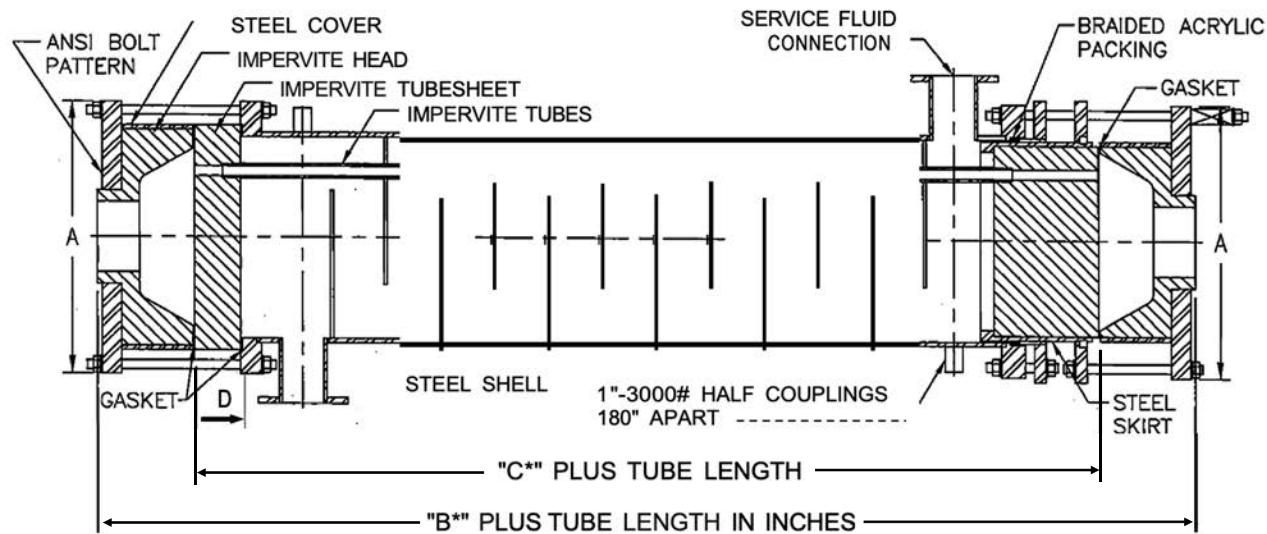 STEEL COVER
ANSI BOLT
PATTERN
IMPERVITE HEAD
IMPERVITE TUBESHEET
IMPERVITE TUBES
SERVICE FLUID
CONNECTION
BRAIDED ACRYLIC
PACKING
GASKET
A
A
GASKET
D
STEEL SHELL
1"-3000# HALF COUPLINGS
180" APART
STEEL
SKIRT
"C*" PLUS TUBE LENGTH
"B*" PLUS TUBE LENGTH IN INCHES